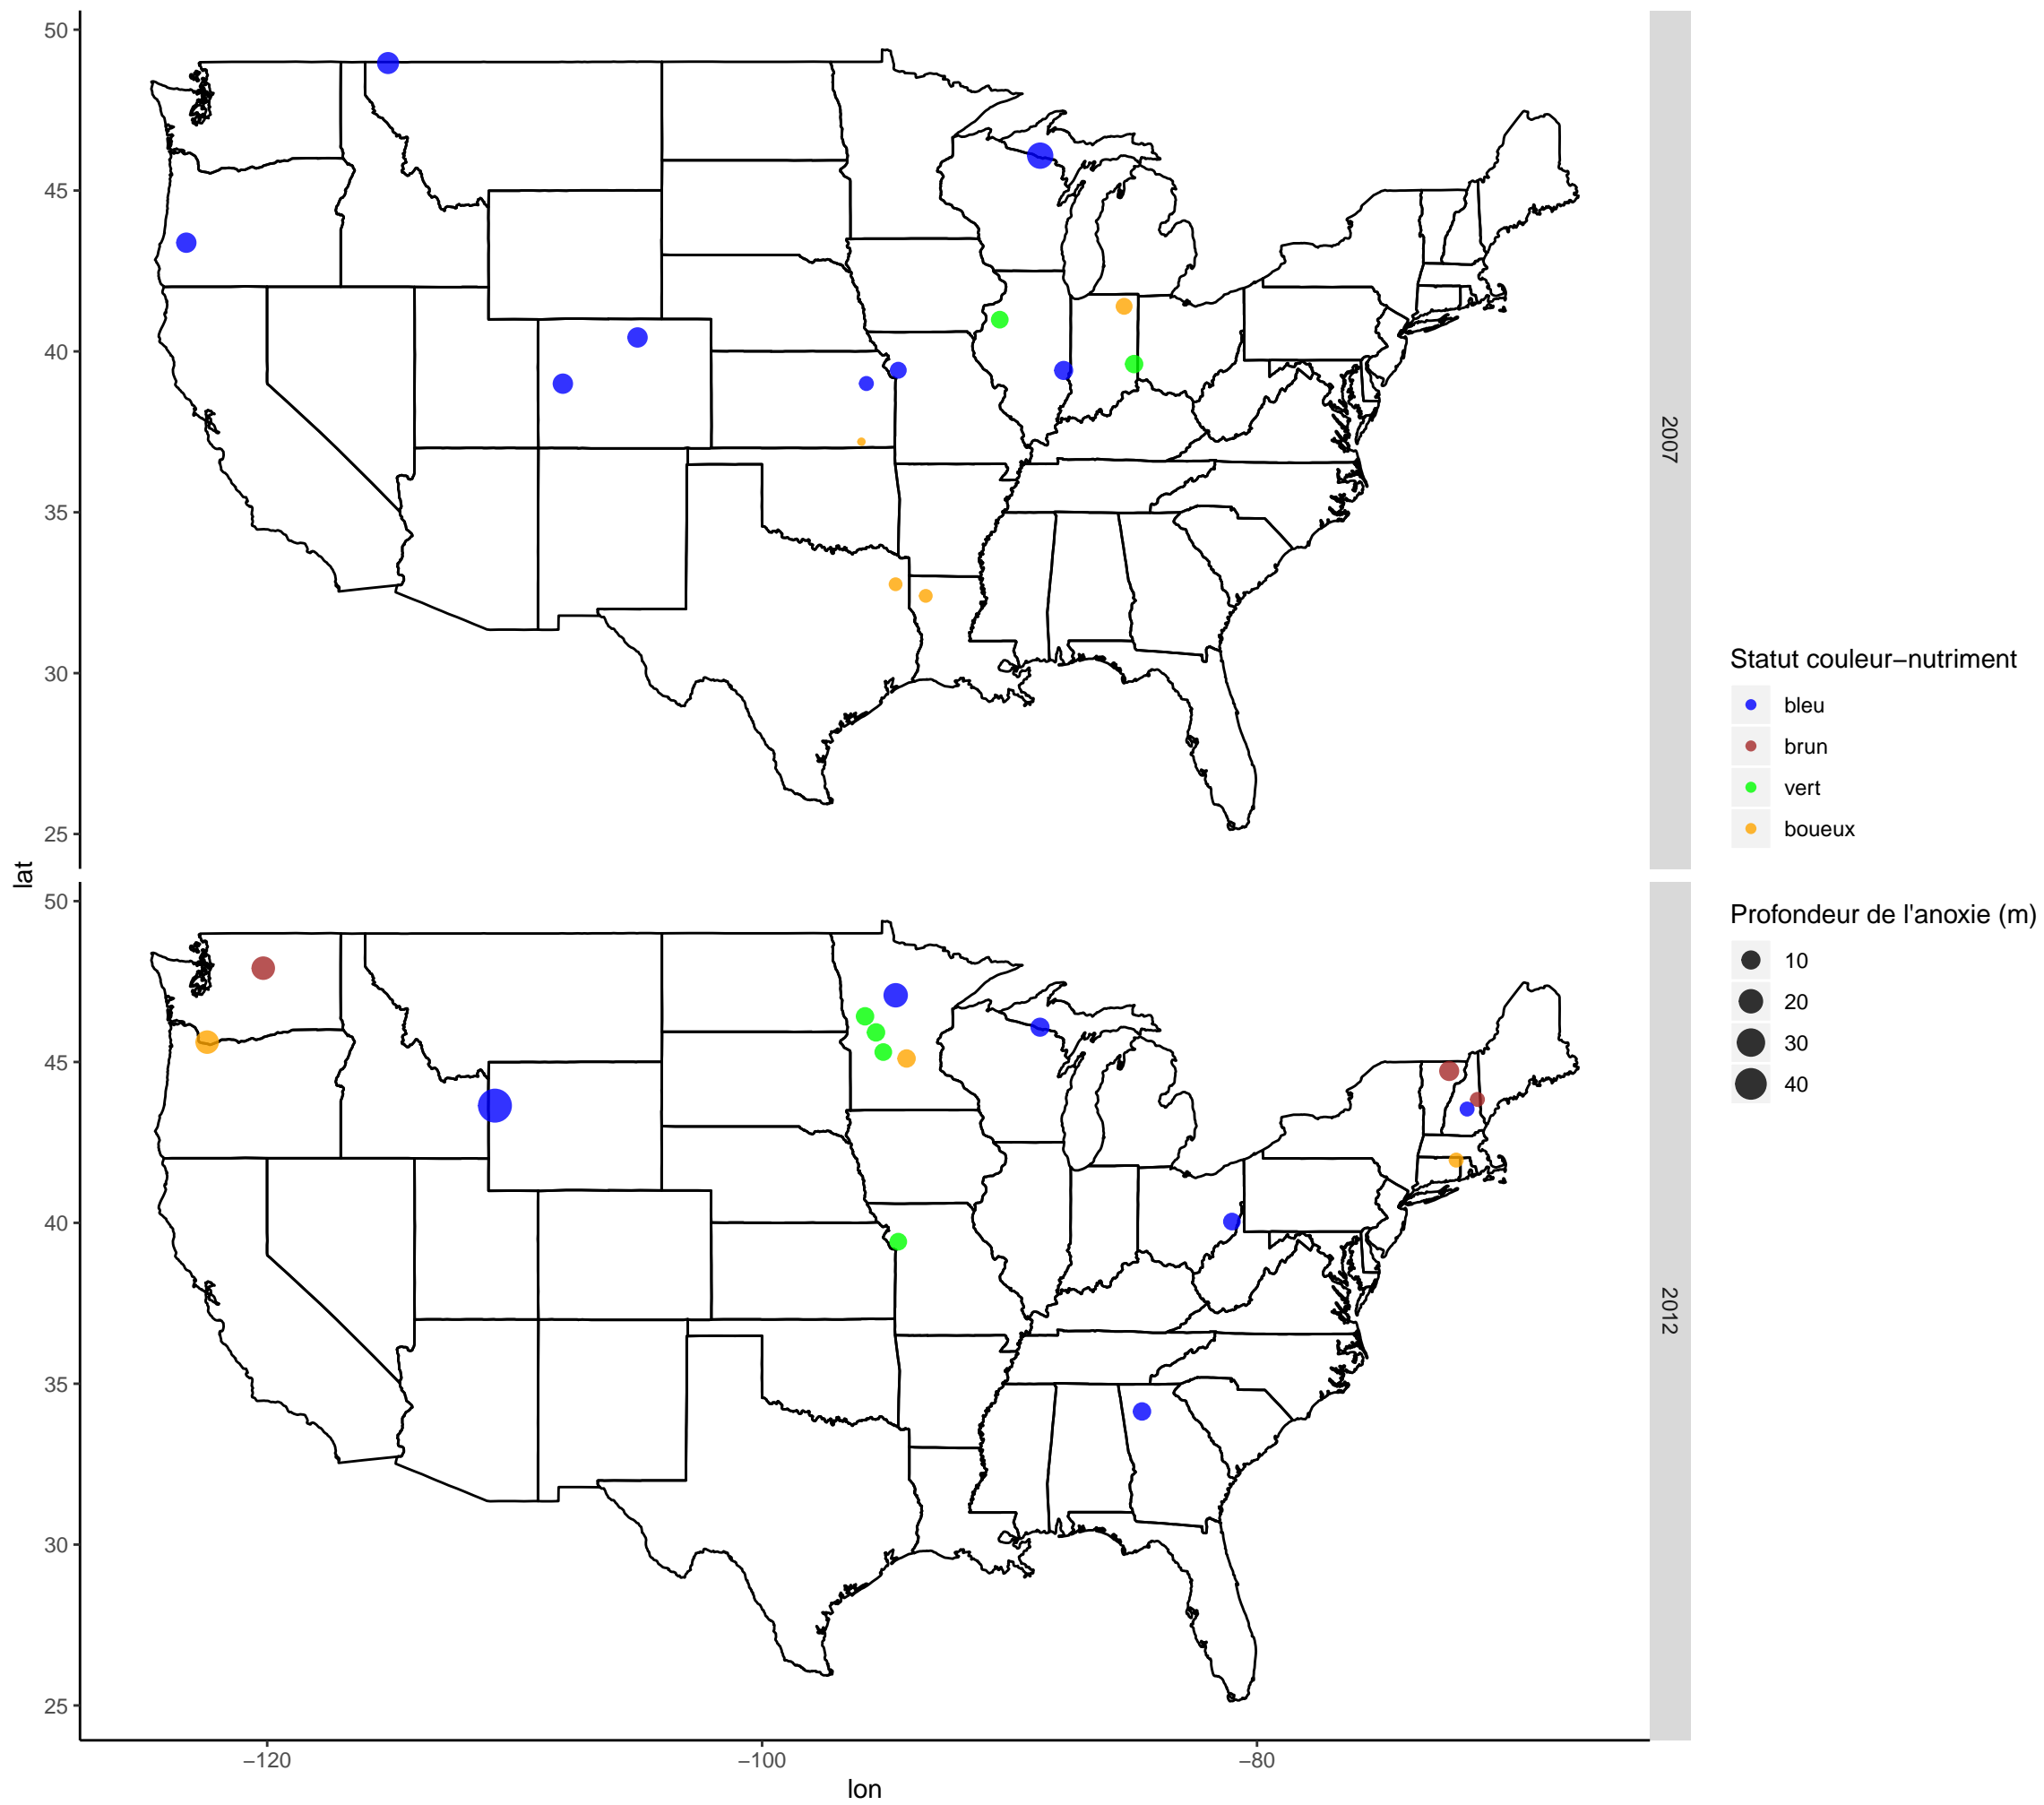 50
45
40
35
30
25
2007
lat
50
45
40
35
30
25
2012
−120
−100
−80
lon
Statut couleur−nutriment
bleu
brun
vert
boueux
Profondeur de l'anoxie (m)
10
20
30
40